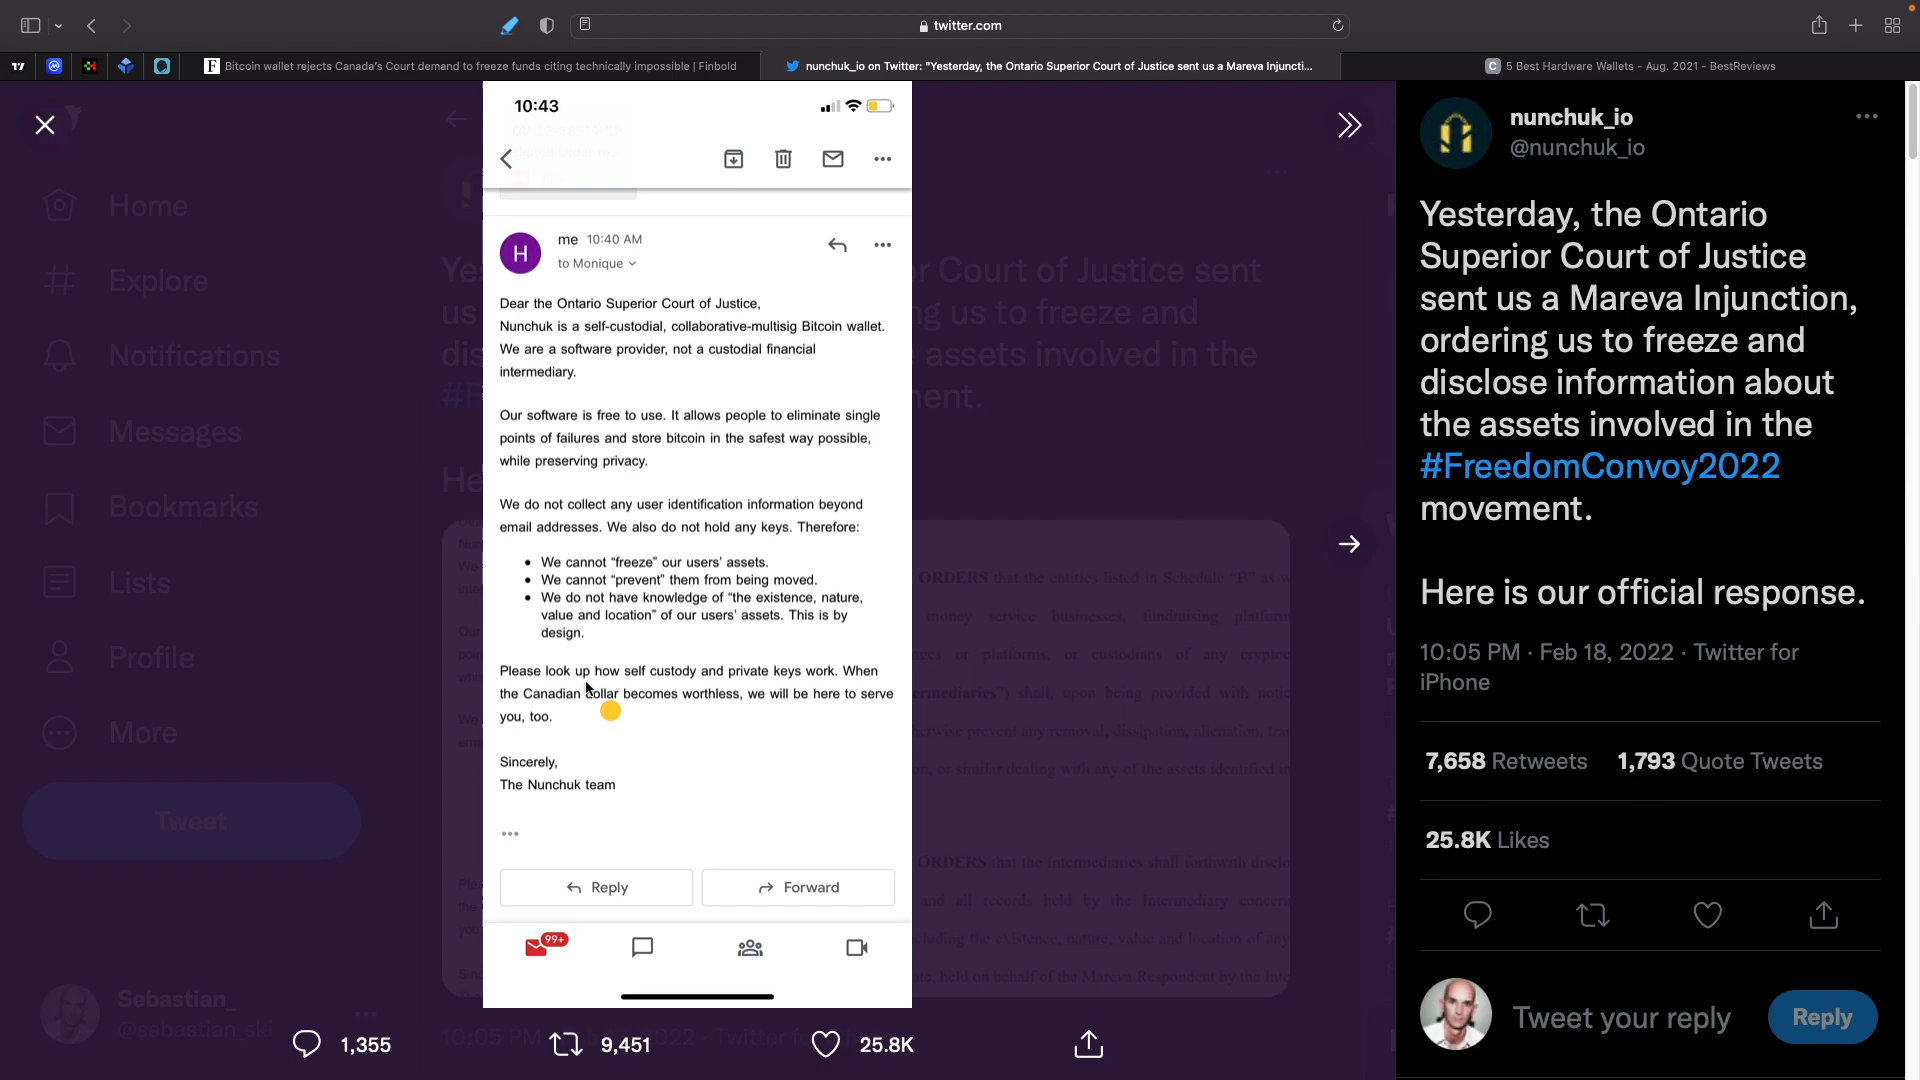 twitter.com
Bitcoin wallet rejects Canada's Court demand to freeze funds citing technically impossible | Finbold
nunchuk_io on Twitter: "Yesterday, the Ontario Superior Court of Justice sent us a Mareva Injuncti...
5 Best Hardware Wallets - Aug. 2021 - BestReviews
Home
Explore
Notifications
Messages
Bookmarks
Lists
Profile
More
Tweet
Sebastian_
10:43
H
me 10:40 AM
to Monique
Dear the Ontario Superior Court of Justice,
Nunchuk is a self-custodial, collaborative-multisig Bitcoin wallet.
We are a software provider, not a custodial financial
intermediary.
Our software is free to use. It allows people to eliminate single
points of failures and store bitcoin in the safest way possible,
while preserving privacy.
We do not collect any user identification information beyond
email addresses. We also do not hold any keys. Therefore:
• We cannot “freeze” our users’ assets.
• We cannot “prevent” them from being moved.
• We do not have knowledge of “the existence, nature,
value and location” of our users’ assets. This is by
design.
Please look up how self custody and private keys work. When
the Canadian dollar becomes worthless, we will be here to serve
you, too.
Sincerely,
The Nunchuk team
Reply
Forward
99+
1,355
9,451
25.8K
nunchuk_io
@nunchuk_io
Yesterday, the Ontario
Superior Court of Justice
sent us a Mareva Injunction,
ordering us to freeze and
disclose information about
the assets involved in the
#FreedomConvoy2022
movement.
Here is our official response.
10:05 PM · Feb 18, 2022 · Twitter for
iPhone
7,658 Retweets 1,793 Quote Tweets
25.8K Likes
Tweet your reply
Reply